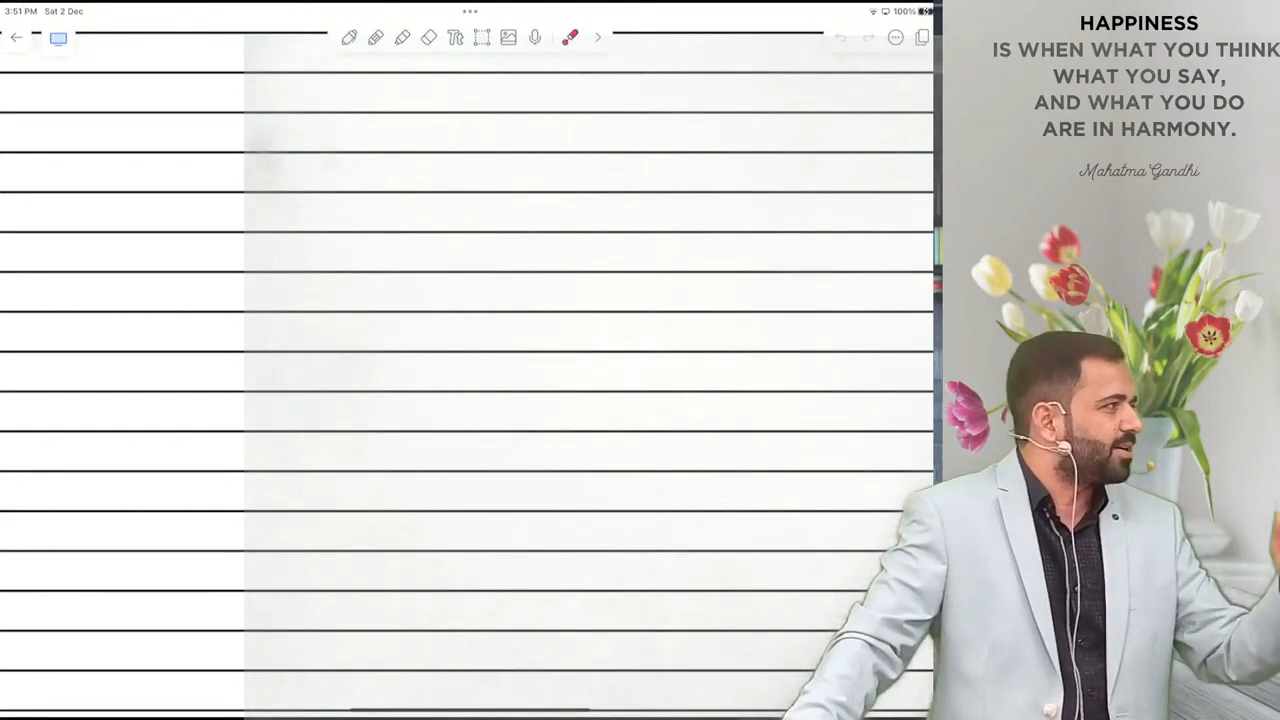 3:51 PM Sat 2 Dec
100%
HAPPINESS
IS WHEN WHAT YOU THINK
WHAT YOU SAY,
AND WHAT YOU DO
ARE IN HARMONY.
Mahatma Gandhi